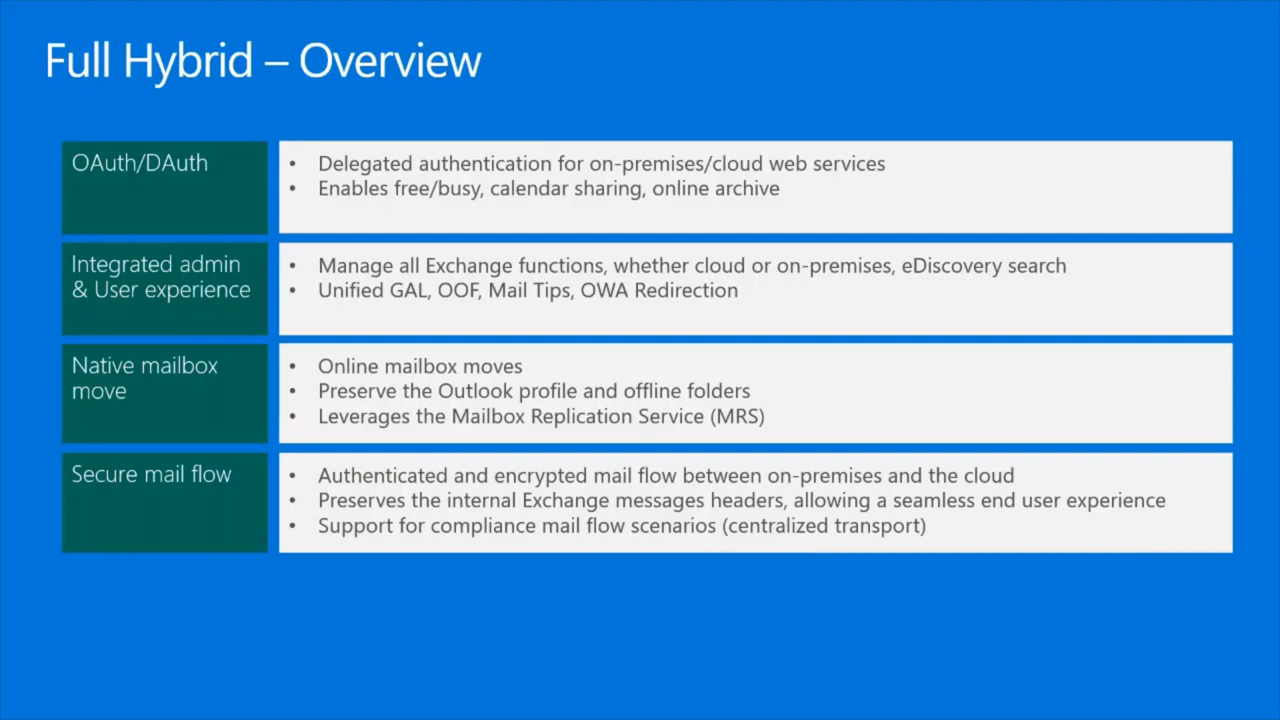 Full Hybrid – Overview
OAuth/DAuth
• Delegated authentication for on-premises/cloud web services
• Enables free/busy, calendar sharing, online archive
Integrated admin
& User experience
• Manage all Exchange functions, whether cloud or on-premises, eDiscovery search
• Unified GAL, OOF, Mail Tips, OWA Redirection
Native mailbox
move
• Online mailbox moves
• Preserve the Outlook profile and offline folders
• Leverages the Mailbox Replication Service (MRS)
Secure mail flow
• Authenticated and encrypted mail flow between on-premises and the cloud
• Preserves the internal Exchange messages headers, allowing a seamless end user experience
• Support for compliance mail flow scenarios (centralized transport)